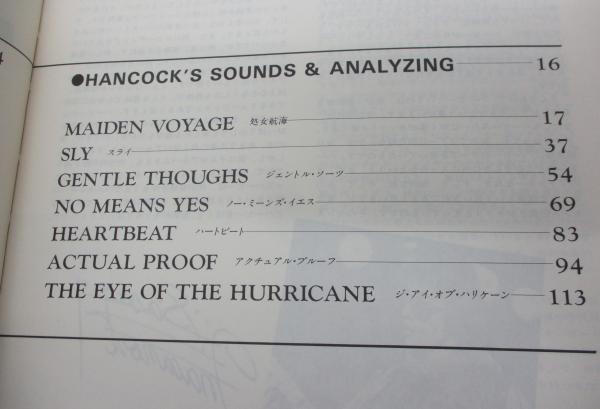 ●HANCOCK'S SOUNDS & ANALYZING 16
MAIDEN VOYAGE 処女航海 17
SLY スライ 37
GENTLE THOUGHS ジェントル・ソーツ 54
NO MEANS YES ノー・ミーンズ・イエス 69
HEARTBEAT ハートビート 83
ACTUAL PROOF アクチュアル・プルーフ 94
THE EYE OF THE HURRICANE ジ・アイ・オブ・ハリケーン 113